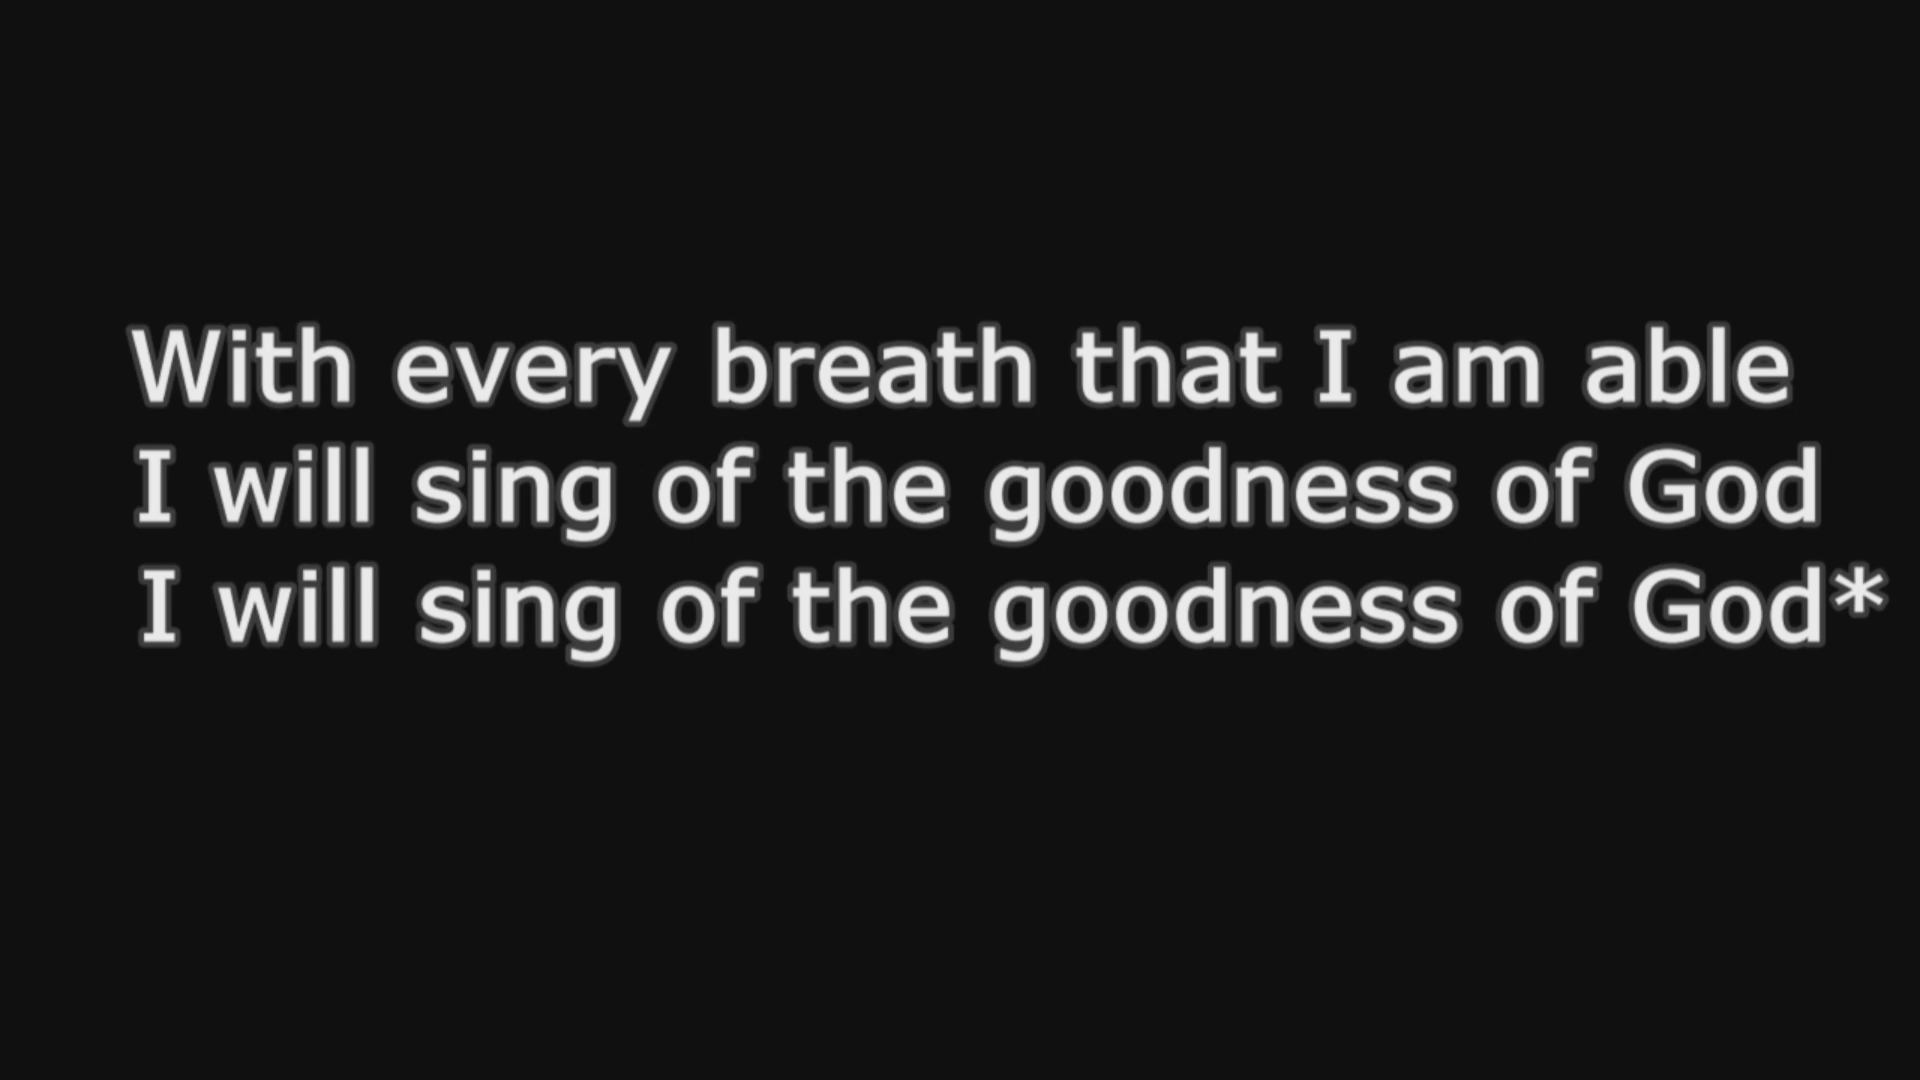 With every breath that I am able
I will sing of the goodness of God
I will sing of the goodness of God*